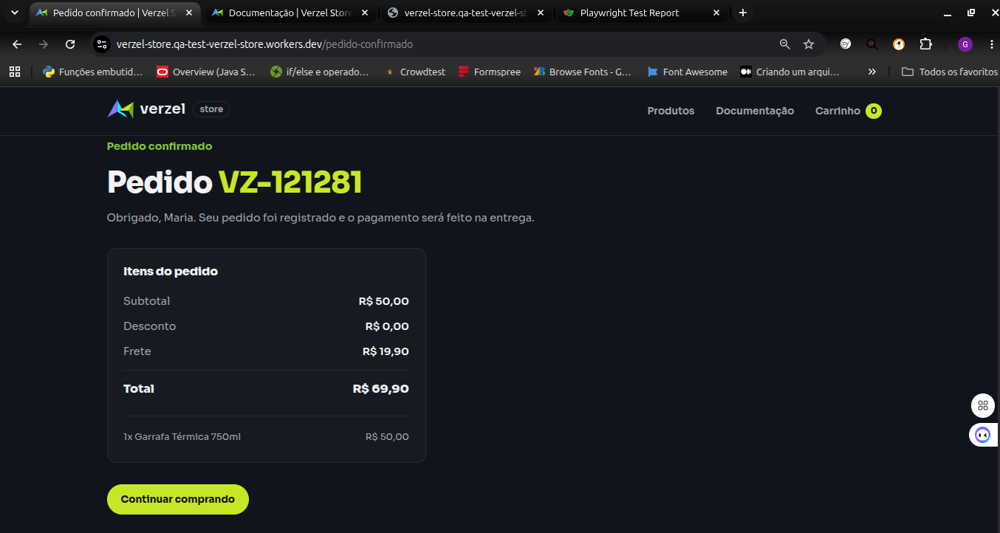 Pedido confirmado | Verzel S
Documentação | Verzel Store
verzel-store.qa-test-verzel-st
Playwright Test Report
verzel-store.qa-test-verzel-store.workers.dev/pedido-confirmado
G
Funções embutid...
Overview (Java S...
if/else e operado...
Crowdtest
Formspree
Browse Fonts - G...
Font Awesome
Criando um arqui...
Todos os favoritos
verzel store
Produtos
Documentação
Carrinho 0
Pedido confirmado
Pedido VZ-121281
Obrigado, Maria. Seu pedido foi registrado e o pagamento será feito na entrega.
Itens do pedido
Subtotal R$ 50,00
Desconto R$ 0,00
Frete R$ 19,90
Total R$ 69,90
1x Garrafa Térmica 750ml R$ 50,00
Continuar comprando